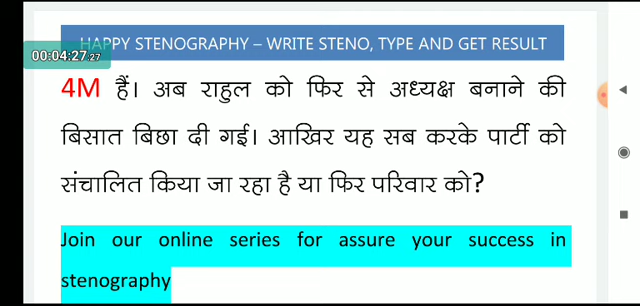 HAPPY STENOGRAPHY – WRITE STENO, TYPE AND GET RESULT
00:04:27.27
4M हैं। अब राहुल को फिर से अध्यक्ष बनाने की
बिसात बिछा दी गई। आखिर यह सब करके पार्टी को
संचालित किया जा रहा है या फिर परिवार को?
Join our online series for assure your success in
stenography